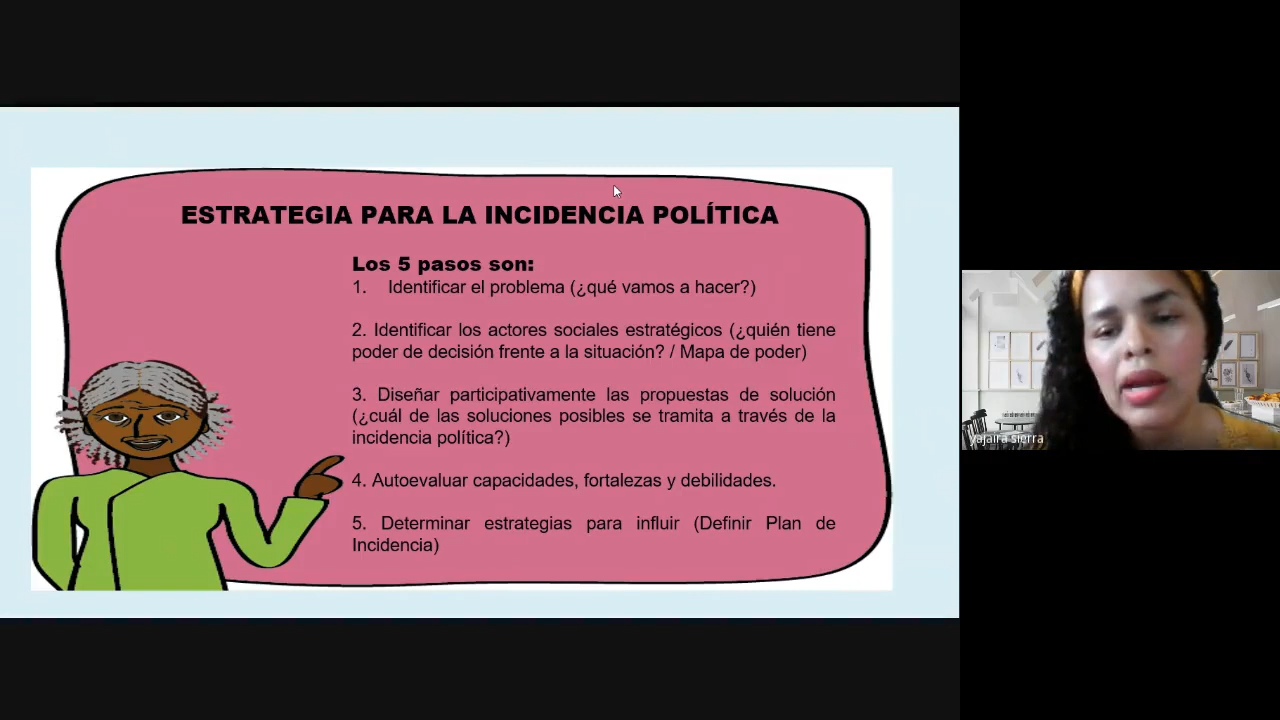 ESTRATEGIA PARA LA INCIDENCIA POLÍTICA
Los 5 pasos son:
1. Identificar el problema (¿qué vamos a hacer?)
2. Identificar los actores sociales estratégicos (¿quién tiene
poder de decisión frente a la situación? / Mapa de poder)
3. Diseñar participativamente las propuestas de solución
(¿cuál de las soluciones posibles se tramita a través de la
incidencia política?)
4. Autoevaluar capacidades, fortalezas y debilidades.
5. Determinar estrategias para influir (Definir Plan de
Incidencia)
yajaira sierra